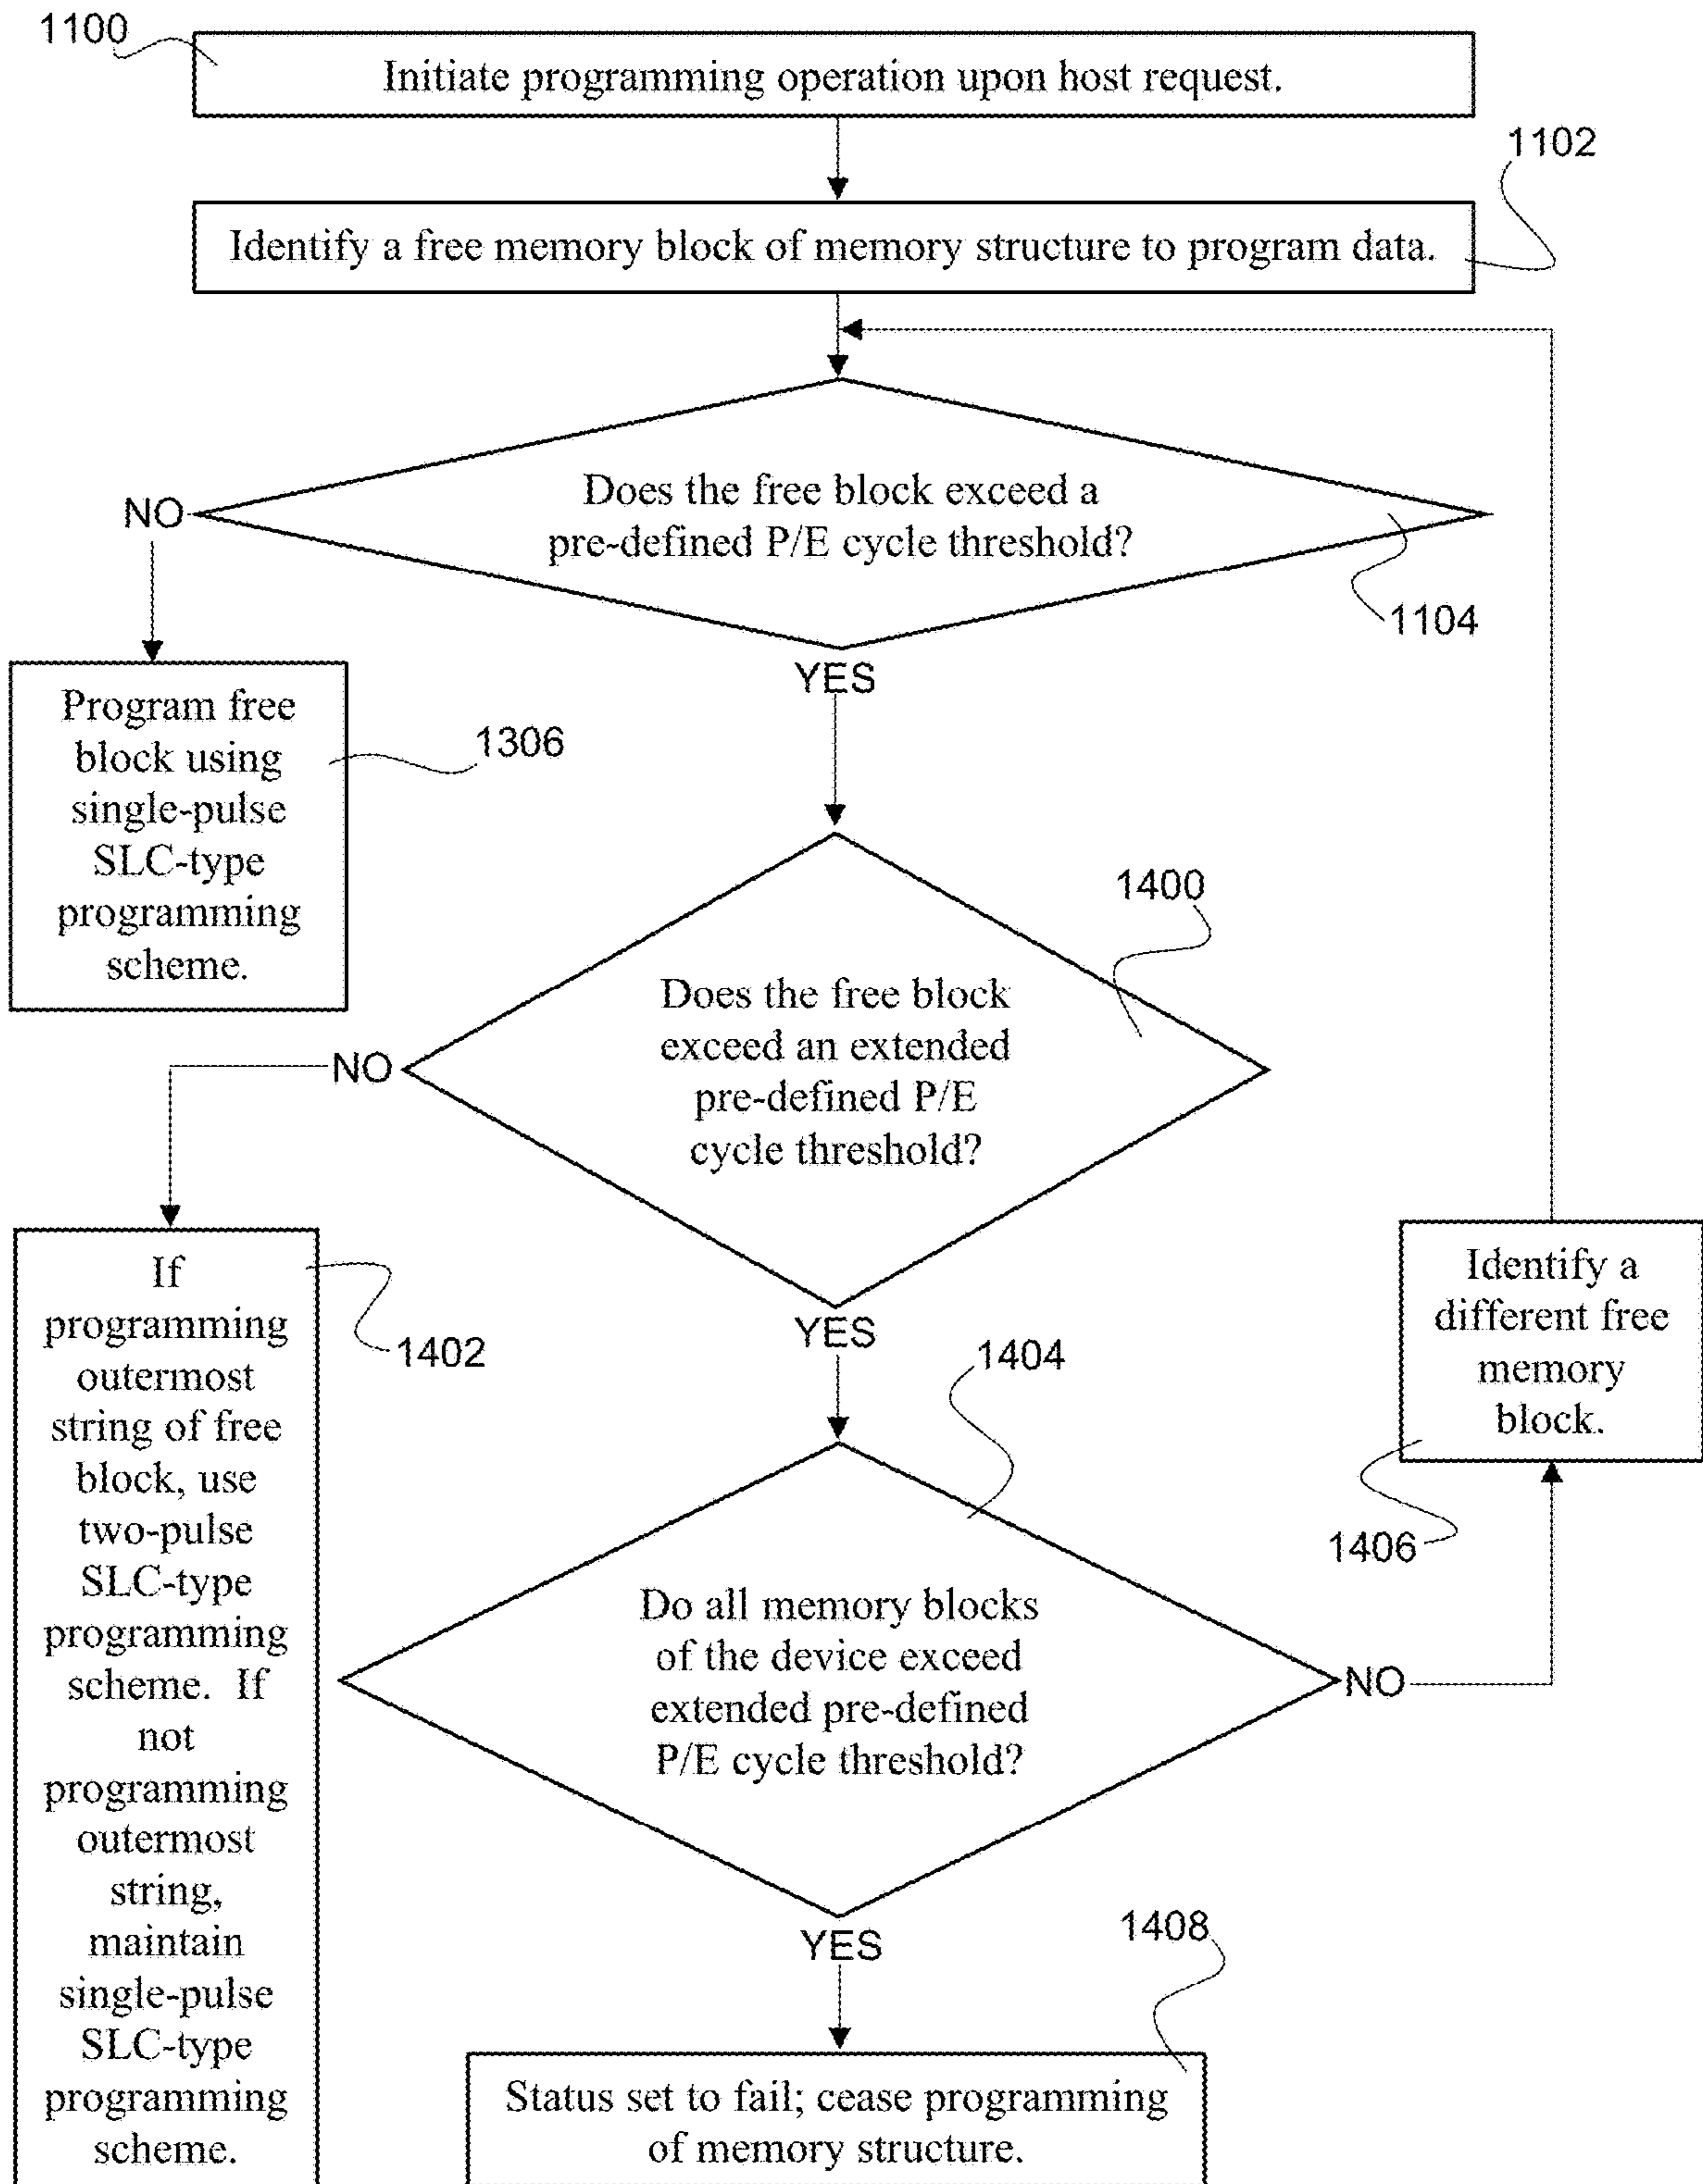 1100
Initiate programming operation upon host request.
1102
Identify a free memory block of memory structure to program data.
Does the free block exceed a
pre-defined P/E cycle threshold?
NO
1104
YES
Program free
block using
single-pulse
SLC-type
programming
scheme.
1306
1400
Does the free block
exceed an extended
pre-defined P/E
cycle threshold?
NO
YES
If
programming
outermost
string of free
block, use
two-pulse
SLC-type
programming
scheme. If
not
programming
outermost
string,
maintain
single-pulse
SLC-type
programming
scheme.
1402
1404
Identify a
different free
memory
block.
1406
Do all memory blocks
of the device exceed
extended pre-defined
P/E cycle threshold?
NO
YES
1408
Status set to fail; cease programming
of memory structure.